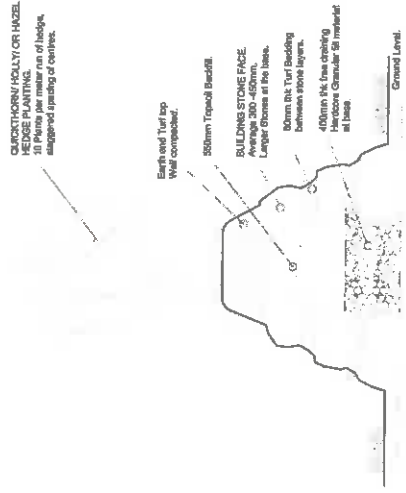 QUICKTHORN/ HOLLY/ OR HAZEL
HEDGE PLANTING.
10 Plants per meter run of hedge,
staggered spacing of centres.
Earth and Turf top
Well compacted.
550mm Topsoil Backfill.
BUILDING STONE FACE.
Average 300 -450mm,
Larger Stones at the base.
80mm thk Turf Bedding
between stone layers.
400mm thk free draining
Hardcore Granular fill material
at base.
Ground Level.